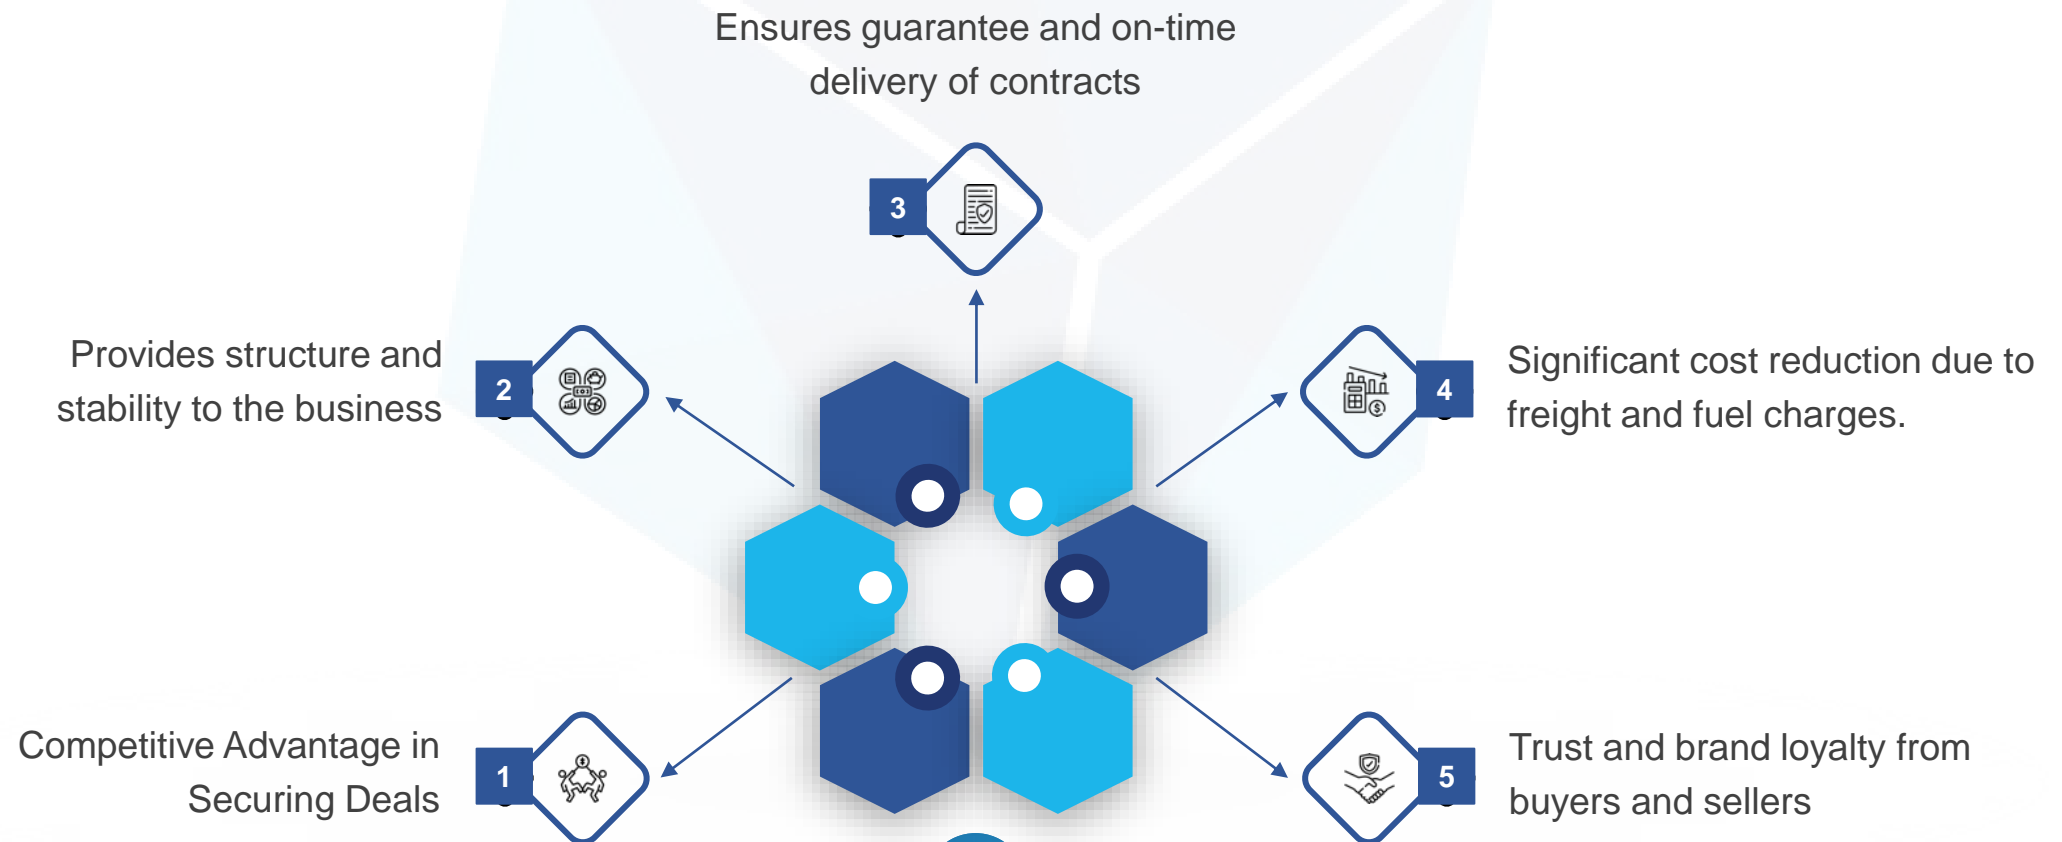 Ensures guarantee and on-time
delivery of contracts
3
Provides structure and
stability to the business
2
4
Significant cost reduction due to
freight and fuel charges.
Competitive Advantage in
Securing Deals
1
5
Trust and brand loyalty from
buyers and sellers